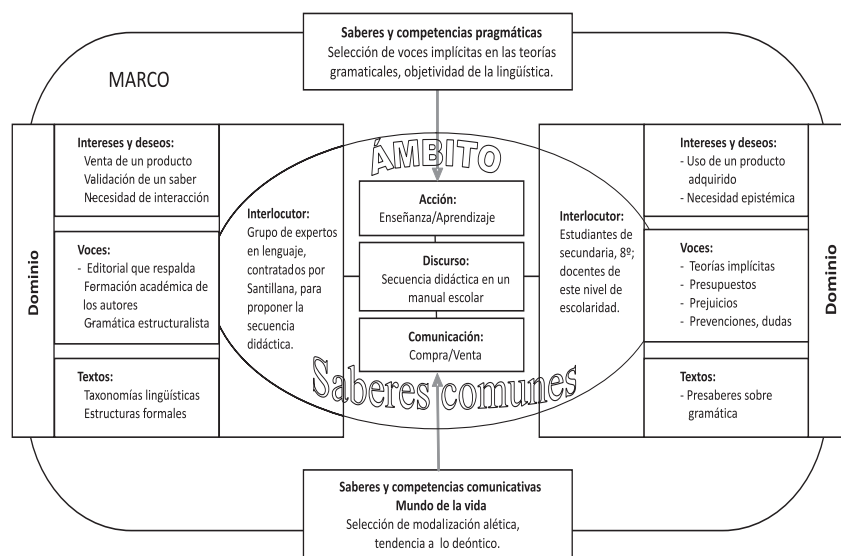 Saberes y competencias pragmáticas
Selección de voces implícitas en las teorías
gramaticales, objetividad de la lingüística.
MARCO
Dominio
Intereses y deseos:
Venta de un producto
Validación de un saber
Necesidad de interacción
Voces:
- Editorial que respalda
Formación académica de
los autores
Gramática estructuralista
Textos:
Taxonomías lingüísticas
Estructuras formales
Interlocutor:
Grupo de expertos
en lenguaje,
contratados por
Santillana, para
proponer la
secuencia
didáctica.
ÁMBITO
Acción:
Enseñanza/Aprendizaje
Discurso:
Secuencia didáctica en un
manual escolar
Comunicación:
Compra/Venta
Saberes comunes
Interlocutor:
Estudiantes de
secundaria, 8º;
docentes de
este nivel de
escolaridad.
Intereses y deseos:
- Uso de un producto
adquirido
- Necesidad epistémica
Voces:
- Teorías implícitas
- Presupuestos
- Prejuicios
- Prevenciones, dudas
Textos:
- Presaberes sobre
gramática
Dominio
Saberes y competencias comunicativas
Mundo de la vida
Selección de modalización alética,
tendencia a lo deóntico.